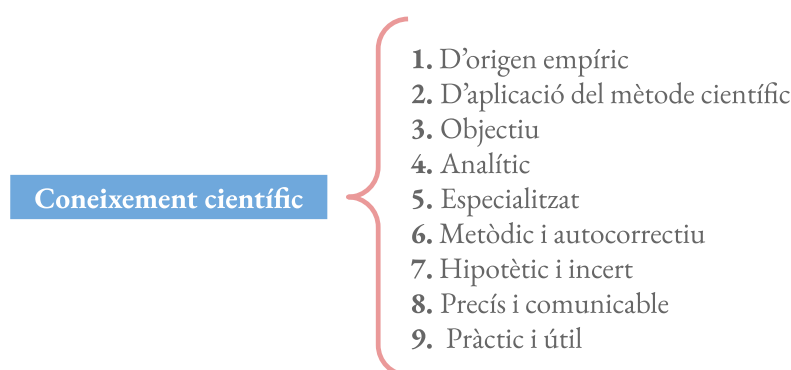 Coneixement científic
1. D’origen empíric
2. D’aplicació del mètode científic
3. Objectiu
4. Analític
5. Especialitzat
6. Metòdic i autocorrectiu
7. Hipotètic i incert
8. Precís i comunicable
9. Pràctic i útil